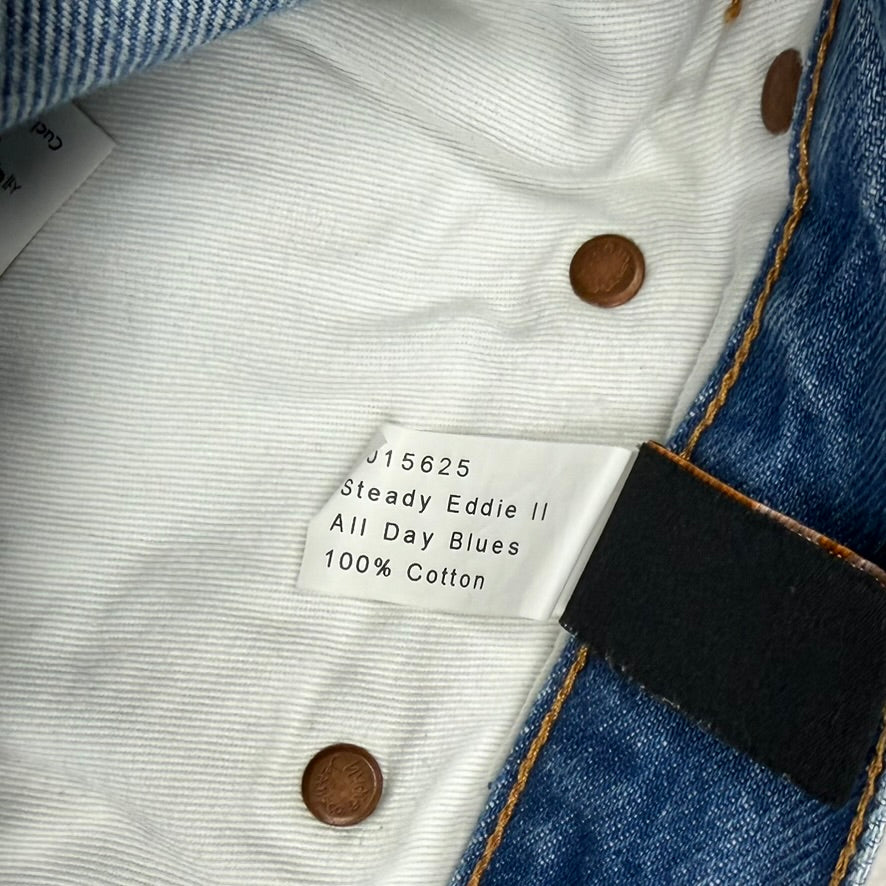 J15625
Steady Eddie II
All Day Blues
100% Cotton